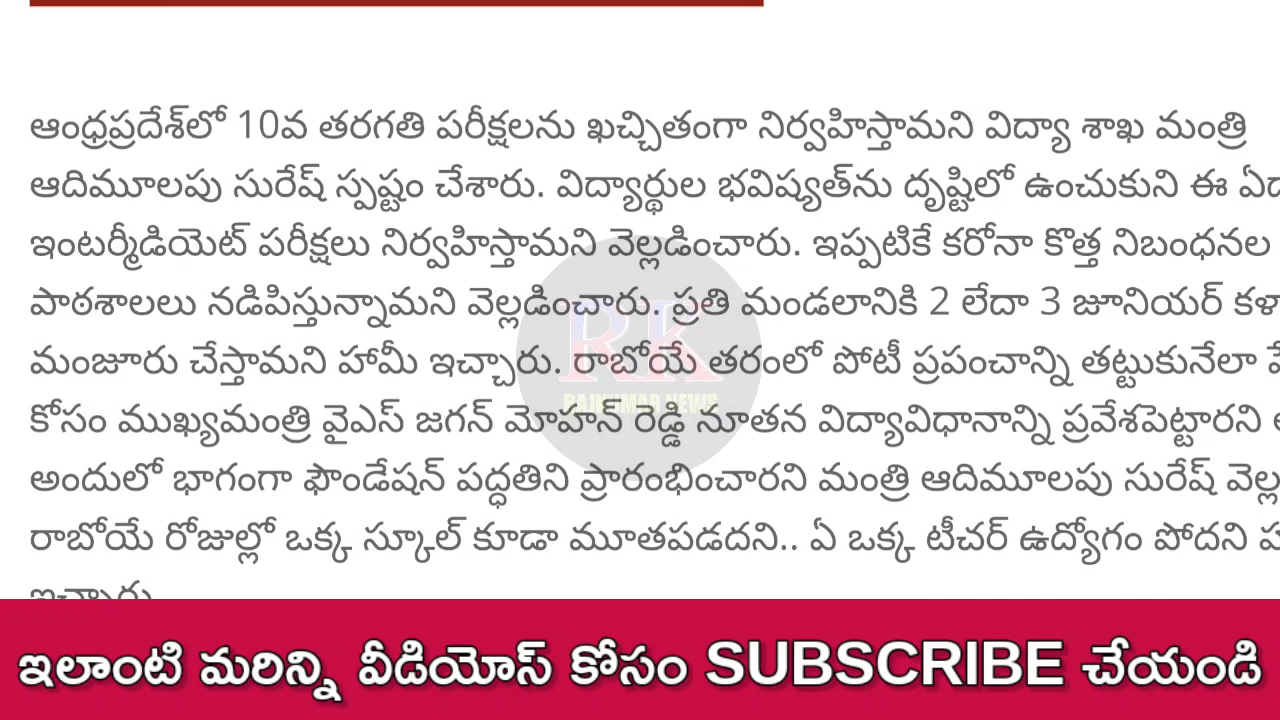 ఆంధ్రప్రదేశ్‌లో 10వ తరగతి పరీక్షలను ఖచ్చితంగా నిర్వహిస్తామని విద్యా శాఖ మంత్రి
ఆదిమూలపు సురేష్ స్పష్టం చేశారు. విద్యార్థుల భవిష్యత్‌ను దృష్టిలో ఉంచుకుని ఈ
ఇంటర్మీడియెట్ పరీక్షలు నిర్వహిస్తామని వెల్లడించారు. ఇప్పటికే కరోనా కొత్త నిబంధనల
పాఠశాలలు నడిపిస్తున్నామని వెల్లడించారు. ప్రతి మండలానికి 2 లేదా 3 జూనియర్
మంజూరు చేస్తామని హామీ ఇచ్చారు. రాబోయే తరంలో పోటీ ప్రపంచాన్ని తట్టుకునేలా
కోసం ముఖ్యమంత్రి వైఎస్ జగన్ మోహన్ రెడ్డి నూతన విద్యావిధానాన్ని ప్రవేశపెట్టారని
అందులో భాగంగా ఫౌండేషన్ పద్ధతిని ప్రారంభించారని మంత్రి ఆదిమూలపు సురేష్
రాబోయే రోజుల్లో ఒక్క స్కూల్ కూడా మూతపడదని.. ఏ ఒక్క టీచర్ ఉద్యోగం పోదని
RK
RAJKUMAR NEWS
ఇలాంటి మరిన్ని వీడియోస్ కోసం SUBSCRIBE చేయండి